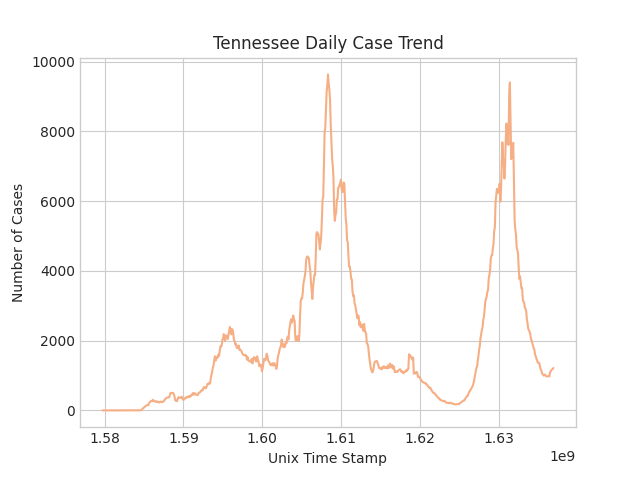 Tennessee Daily Case Trend
10000
8000
6000
4000
2000
0
Number of Cases
1.58 1.59 1.60 1.61 1.62 1.63
1e9
Unix Time Stamp